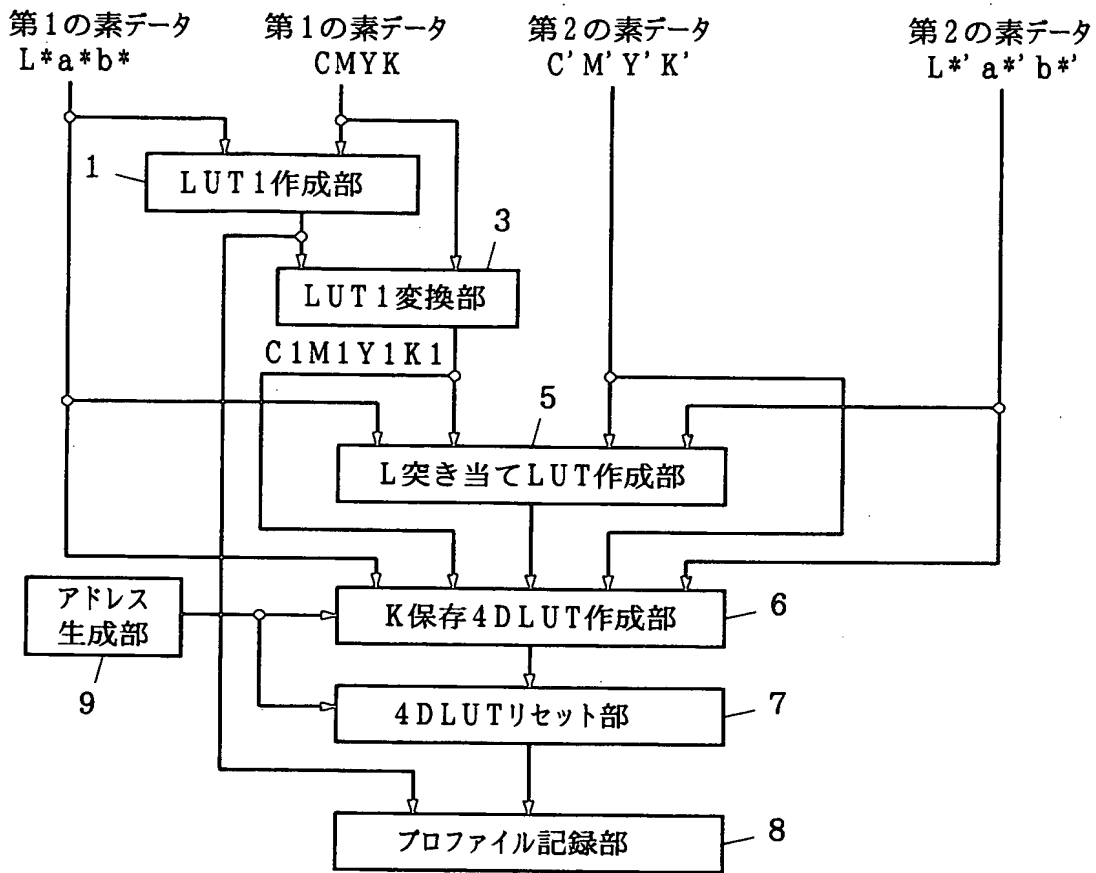 第1の素データ
L*a*b*
第1の素データ
CMYK
第2の素データ
C'M'Y'K'
第2の素データ
L*'a*'b*'
1
LUT1作成部
3
LUT1変換部
C1M1Y1K1
5
L突き当てLUT作成部
アドレス
生成部
9
K保存4DLUT作成部
6
4DLUTリセット部
7
プロファイル記録部
8